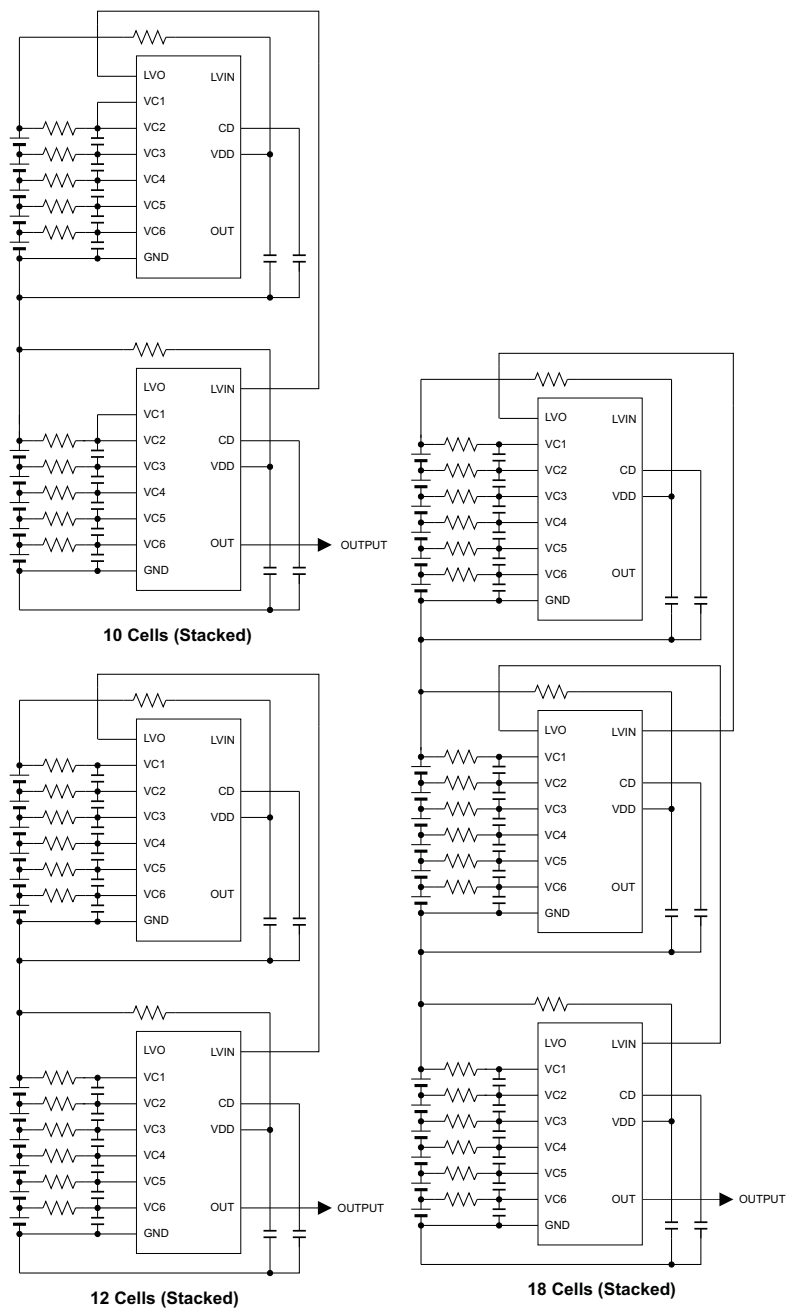 LVO LVIN
VC1
VC2 CD
VC3 VDD
VC4
VC5
VC6 OUT
GND
LVO LVIN
VC1
VC2 CD
VC3 VDD
VC4
VC5
VC6 OUT OUTPUT
GND
10 Cells (Stacked)
LVO LVIN
VC1
VC2 CD
VC3 VDD
VC4
VC5
VC6 OUT
GND
LVO LVIN
VC1
VC2 CD
VC3 VDD
VC4
VC5
VC6 OUT OUTPUT
GND
12 Cells (Stacked)
LVO LVIN
VC1
VC2 CD
VC3 VDD
VC4
VC5
VC6 OUT
GND
LVO LVIN
VC1
VC2 CD
VC3 VDD
VC4
VC5
VC6 OUT
GND
LVO LVIN
VC1
VC2 CD
VC3 VDD
VC4
VC5
VC6 OUT OUTPUT
GND
18 Cells (Stacked)